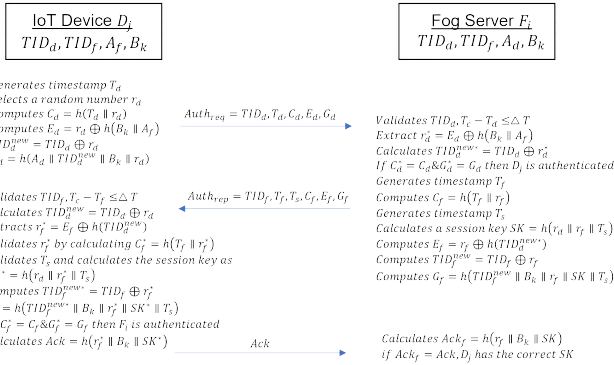 IoT Device D_j
TID_d, TID_f, A_f, B_k
Fog Server F_i
TID_d, TID_f, A_d, B_k
enerates timestamp T_d
elects a random number r_d
omputes C_d = h(T_d ∥ r_d)
omputes E_d = r_d ⊕ h(B_k ∥ A_f)
ID_d^new = TID_d ⊕ r_d
_d = h(A_d ∥ TID_d^new ∥ B_k ∥ r_d)
Auth_req = TID_d, T_d, C_d, E_d, G_d
Validates TID_d, T_c − T_d ≤△ T
Extract r_d^* = E_d ⊕ h(B_k ∥ A_f)
Calculates TID_d^new* = TID_d ⊕ r_d^*
If C_d^* = C_d&G_d^* = G_d then D_j is authenticated
Generates timestamp T_f
Computes C_f = h(T_f ∥ r_f)
Generates timestamp T_s
Calculates a session key SK = h(r_d ∥ r_f ∥ T_s)
Computes E_f = r_f ⊕ h(TID_d^new*)
Computes TID_f^new = TID_f ⊕ r_f
Computes G_f = h(TID_f^new ∥ B_k ∥ r_f ∥ SK ∥ T_s)
Auth_rep = TID_f, T_f, T_s, C_f, E_f, G_f
lidates TID_f, T_c − T_f ≤△ T
lculates TID_d^new = TID_d ⊕ r_d
tracts r_f^* = E_f ⊕ h(TID_d^new)
lidates r_f^* by calculating C_f^* = h(T_f ∥ r_f^*)
lidates T_s and calculates the session key as
* = h(r_d ∥ r_f^* ∥ T_s)
mputes TID_f^new* = TID_f ⊕ r_f^*
= h(TID_f^new* ∥ B_k ∥ r_f^* ∥ SK* ∥ T_s)
C_f^* = C_f&G_f^* = G_f then F_i is authenticated
lculates Ack = h(r_f^* ∥ B_k ∥ SK*)
Ack
Calculates Ack_f = h(r_f ∥ B_k ∥ SK)
if Ack_f = Ack, D_j has the correct SK